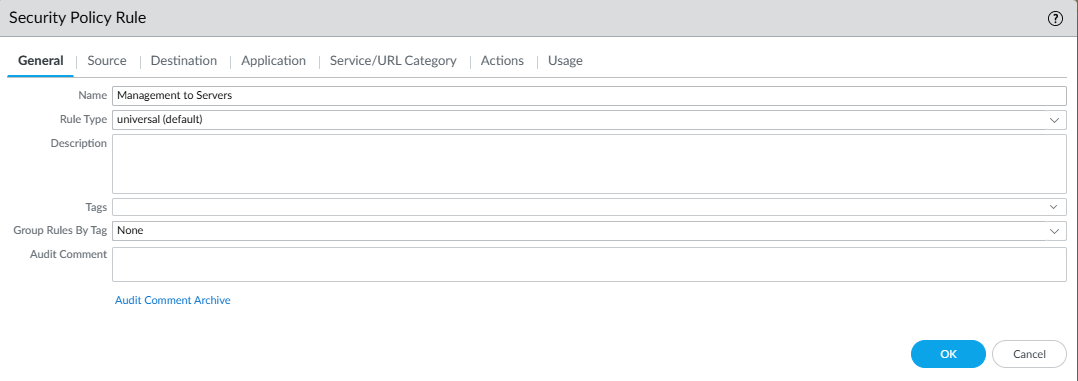 Security Policy Rule
General Source Destination Application Service/URL Category Actions Usage
Name Management to Servers
Rule Type universal (default)
Description
Tags
Group Rules By Tag None
Audit Comment
Audit Comment Archive
OK Cancel